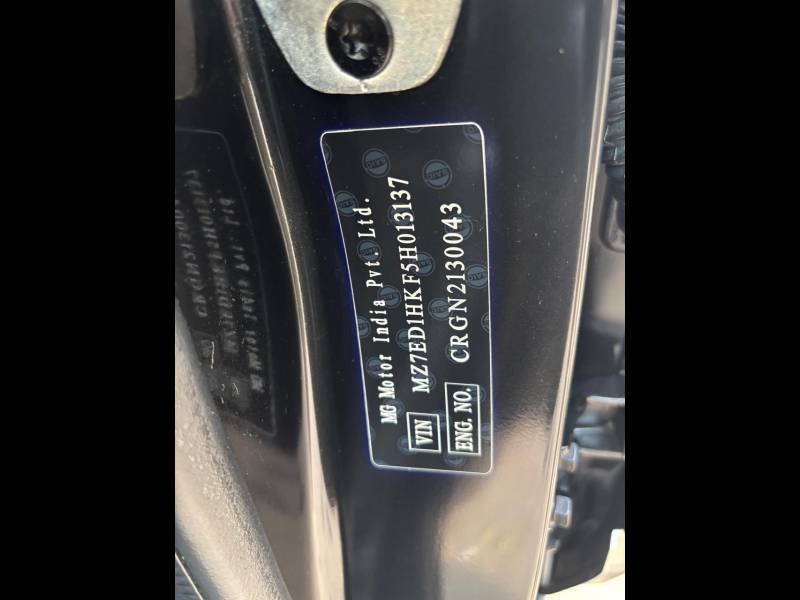 MG Motor India Pvt. Ltd.
VIN MZ7ED1HKF5H013137
ENG. NO. CRGN2130043